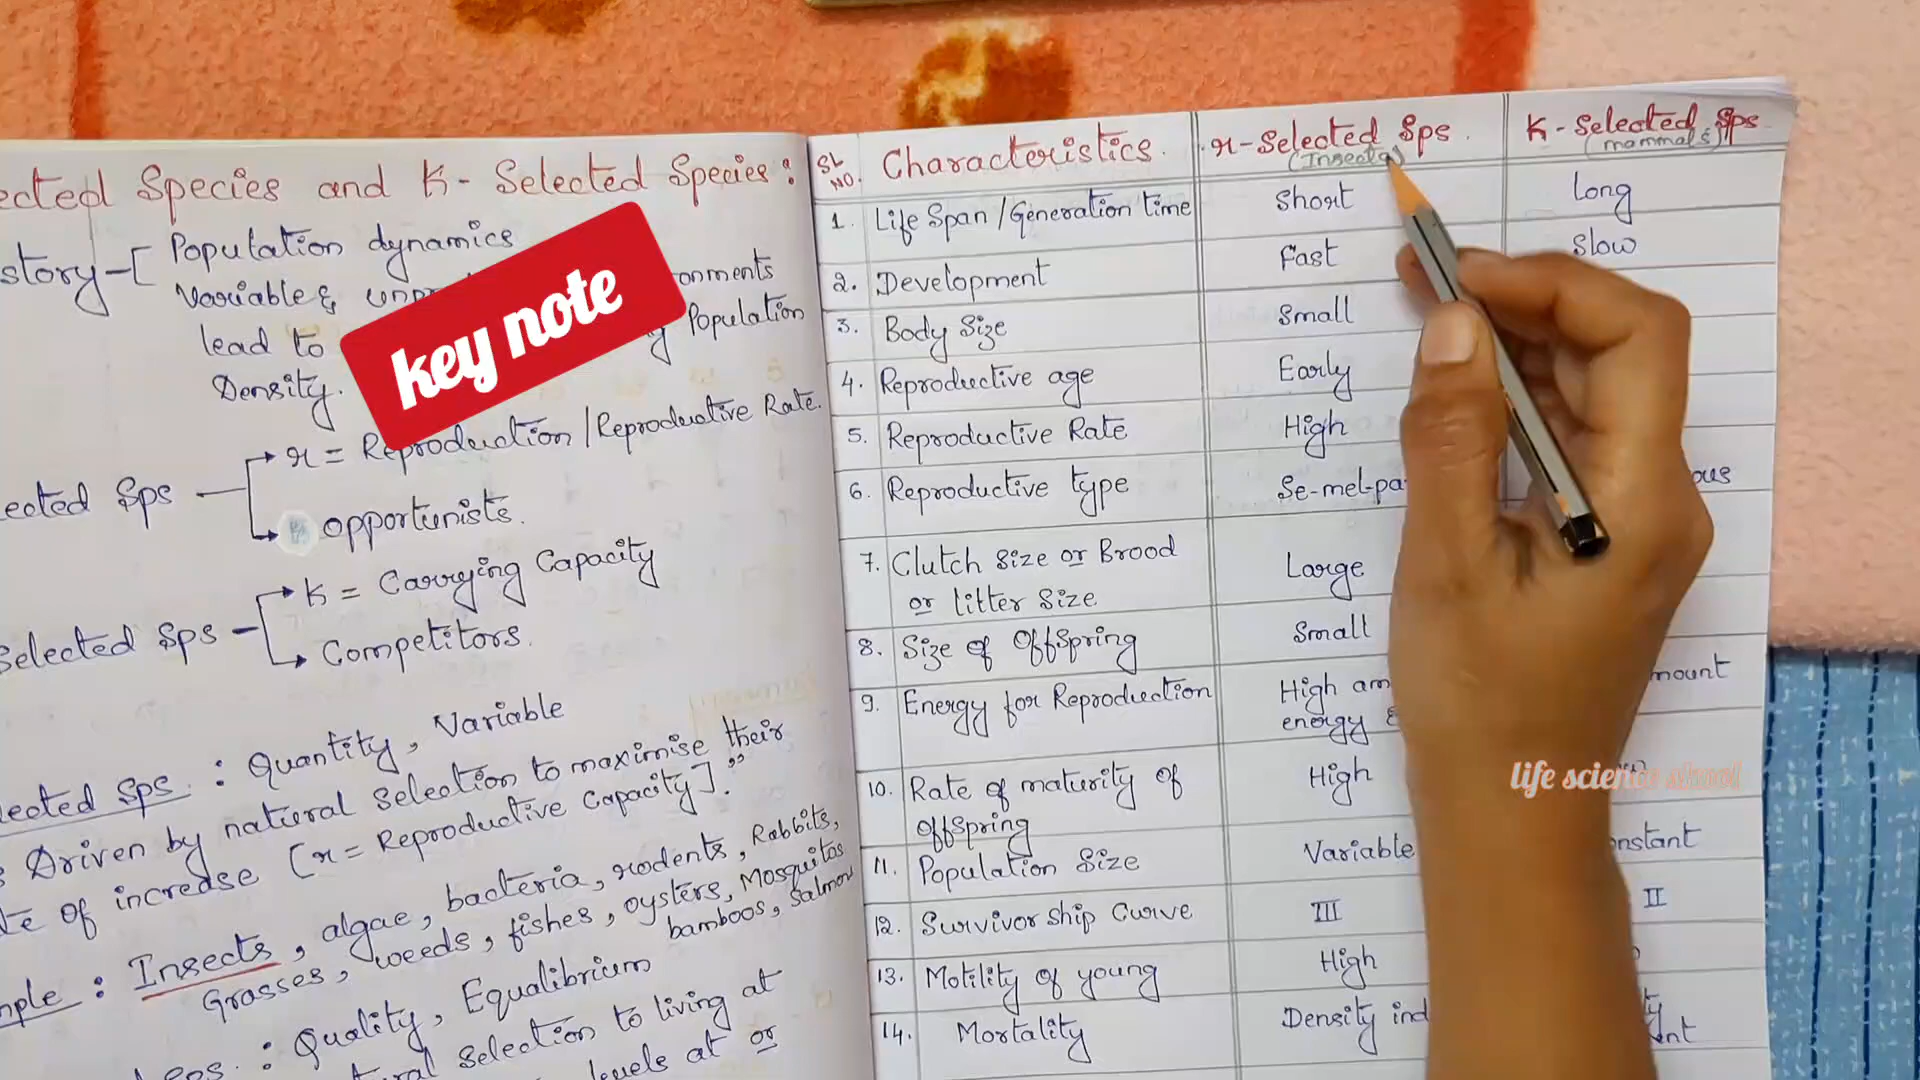 ected Species and K- Selected Species:
story-[ Population dynamics
Variable & onments
lead to Population
Density.
key note
r = Reproduction /Reproductive Rate.
ected Sps
opportunists.
K = Carrying Capacity
Selected Sps
Competitors.
ected Sps : Quantity, Variable
: Driven by natural Selection to maximise their
te of increase [r = Reproductive Capacity]."
mple : Insects, algae, bacteria, rodents, Rabbits,
Grasses, weeds, fishes, oysters, Mosquitos
bamboos, Salmon
: Quality, Equalibrium
Selection to living at
levels at or
SL NO. Characteristics. r-Selected Sps. K-Selected Sps
(Insects) (mammals)
1. Life Span /Generation time Short Long
2. Development Fast Slow
3. Body Size Small
4. Reproductive age Early
5. Reproductive Rate High
6. Reproductive type Se-mel-pa ous
7. Clutch Size or Brood Large
or litter Size
8. Size of Offspring Small
9. Energy for Reproduction High am mount
energy
10. Rate of maturity of High
Offspring
11. Population Size Variable nstant
12. Survivor Ship Curve III II
13. Motility of young High
14. Mortality Density ind nt
life science school